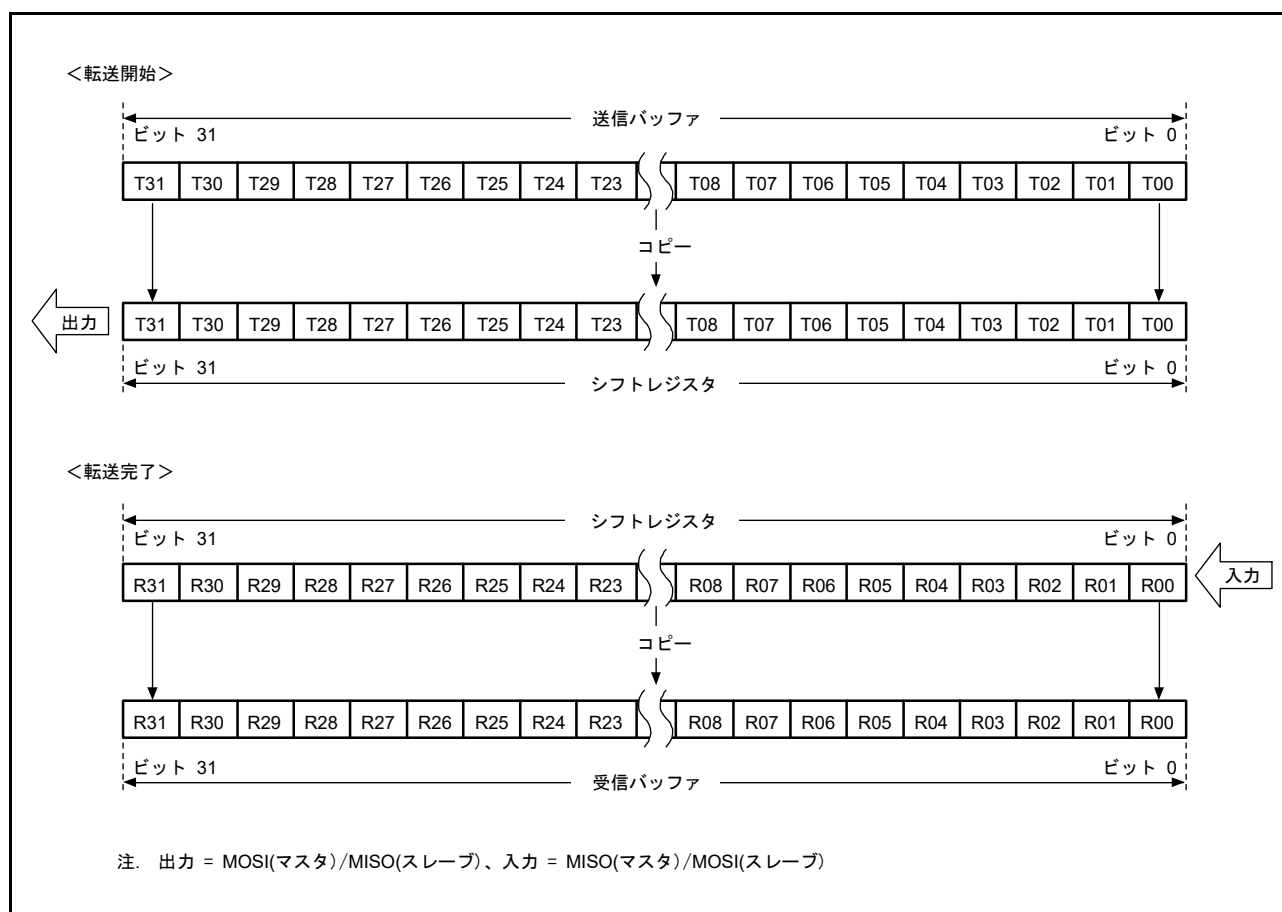 ＜転送開始＞
送信バッファ
ビット 31 ビット 0
T31 T30 T29 T28 T27 T26 T25 T24 T23 T08 T07 T06 T05 T04 T03 T02 T01 T00
コピー
出力 T31 T30 T29 T28 T27 T26 T25 T24 T23 T08 T07 T06 T05 T04 T03 T02 T01 T00
ビット 31 ビット 0
シフトレジスタ
＜転送完了＞
シフトレジスタ
ビット 31 ビット 0
R31 R30 R29 R28 R27 R26 R25 R24 R23 R08 R07 R06 R05 R04 R03 R02 R01 R00 入力
コピー
R31 R30 R29 R28 R27 R26 R25 R24 R23 R08 R07 R06 R05 R04 R03 R02 R01 R00
ビット 31 ビット 0
受信バッファ
注. 出力 = MOSI(マスタ)/MISO(スレーブ)、入力 = MISO(マスタ)/MOSI(スレーブ)